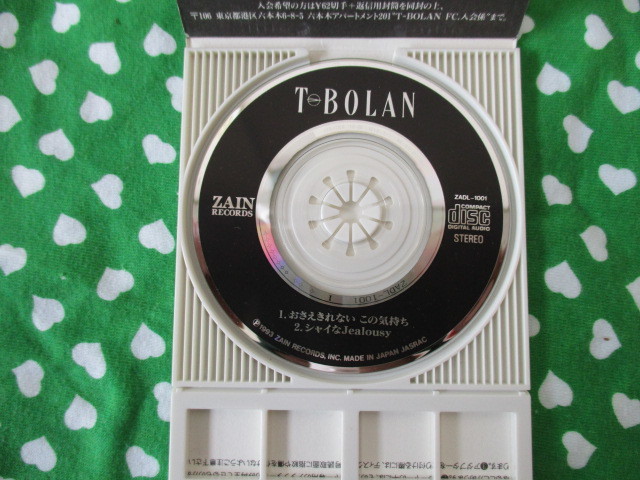 入会希望の方は¥62切手+返信用封筒を同封の上、
〒106 東京都港区六本木6-8-5 六本木アパートメント201"T-BOLAN FC.入会係"まで。
T-BOLAN
ZAIN
RECORDS
ZADL-1001
COMPACT
disc
DIGITAL AUDIO
STEREO
ZADL-1001
1. おさえきれない この気持ち
2. シャイなJealousy
Ⓟ1993 ZAIN RECORDS, INC. MADE IN JAPAN JASRAC